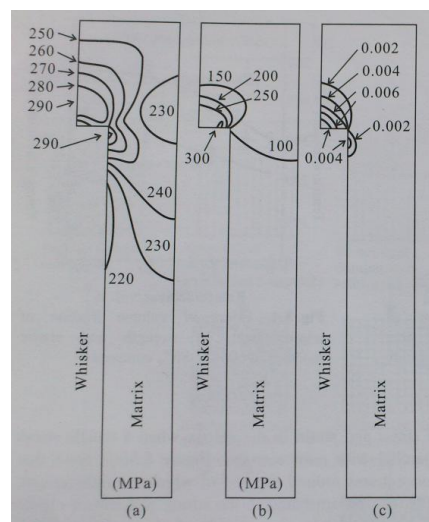 250
260
270
280
290
290
230
240
230
220
Whisker
Matrix
(MPa)
(a)
150
200
250
300
100
Whisker
Matrix
(MPa)
(b)
0.002
0.004
0.006
0.002
0.004
Whisker
Matrix
(c)